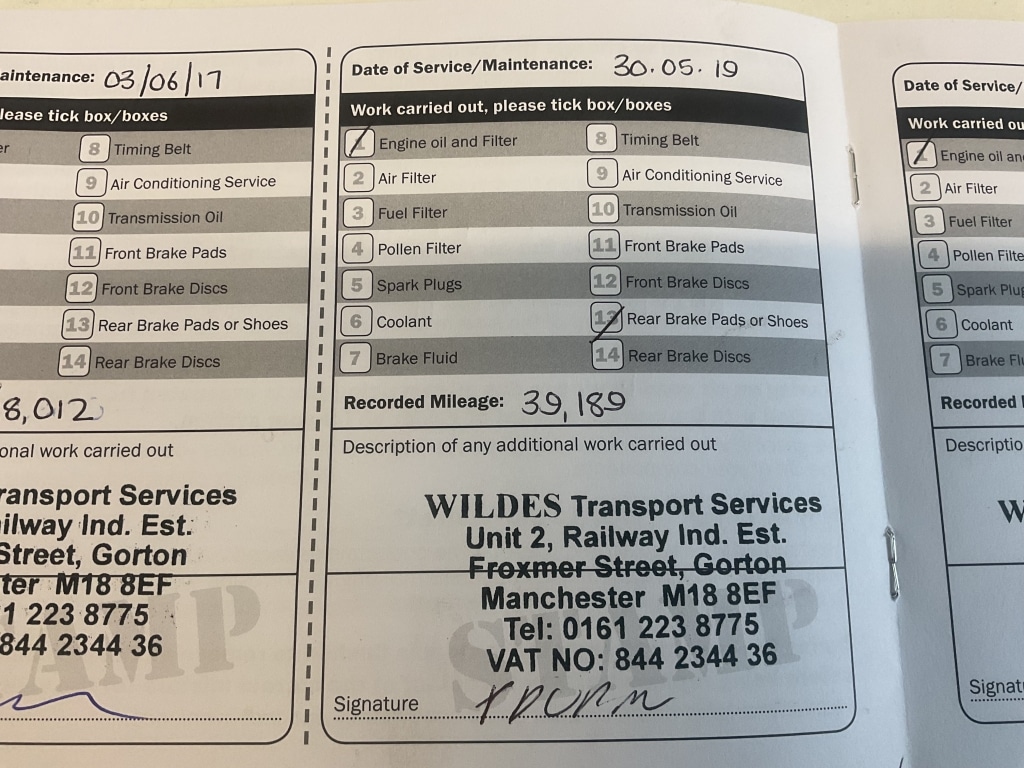 aintenance: 03/06/17
lease tick box/boxes
er
8 Timing Belt
9 Air Conditioning Service
10 Transmission Oil
11 Front Brake Pads
12 Front Brake Discs
13 Rear Brake Pads or Shoes
14 Rear Brake Discs
8,012
onal work carried out
ransport Services
ailway Ind. Est.
Street, Gorton
ter M18 8EF
1 223 8775
844 2344 36
AMP
Date of Service/Maintenance: 30.05.19
Work carried out, please tick box/boxes
1 Engine oil and Filter
8 Timing Belt
2 Air Filter
9 Air Conditioning Service
3 Fuel Filter
10 Transmission Oil
4 Pollen Filter
11 Front Brake Pads
5 Spark Plugs
12 Front Brake Discs
6 Coolant
13 Rear Brake Pads or Shoes
7 Brake Fluid
14 Rear Brake Discs
Recorded Mileage: 39,189
Description of any additional work carried out
WILDES Transport Services
Unit 2, Railway Ind. Est.
Froxmer Street, Gorton
Manchester M18 8EF
Tel: 0161 223 8775
VAT NO: 844 2344 36
STAMP
Signature
Date of Service/
Work carried ou
1 Engine oil an
2 Air Filter
3 Fuel Filter
4 Pollen Filte
5 Spark Plug
6 Coolant
7 Brake Flu
Recorded
Descriptio
W
Signat